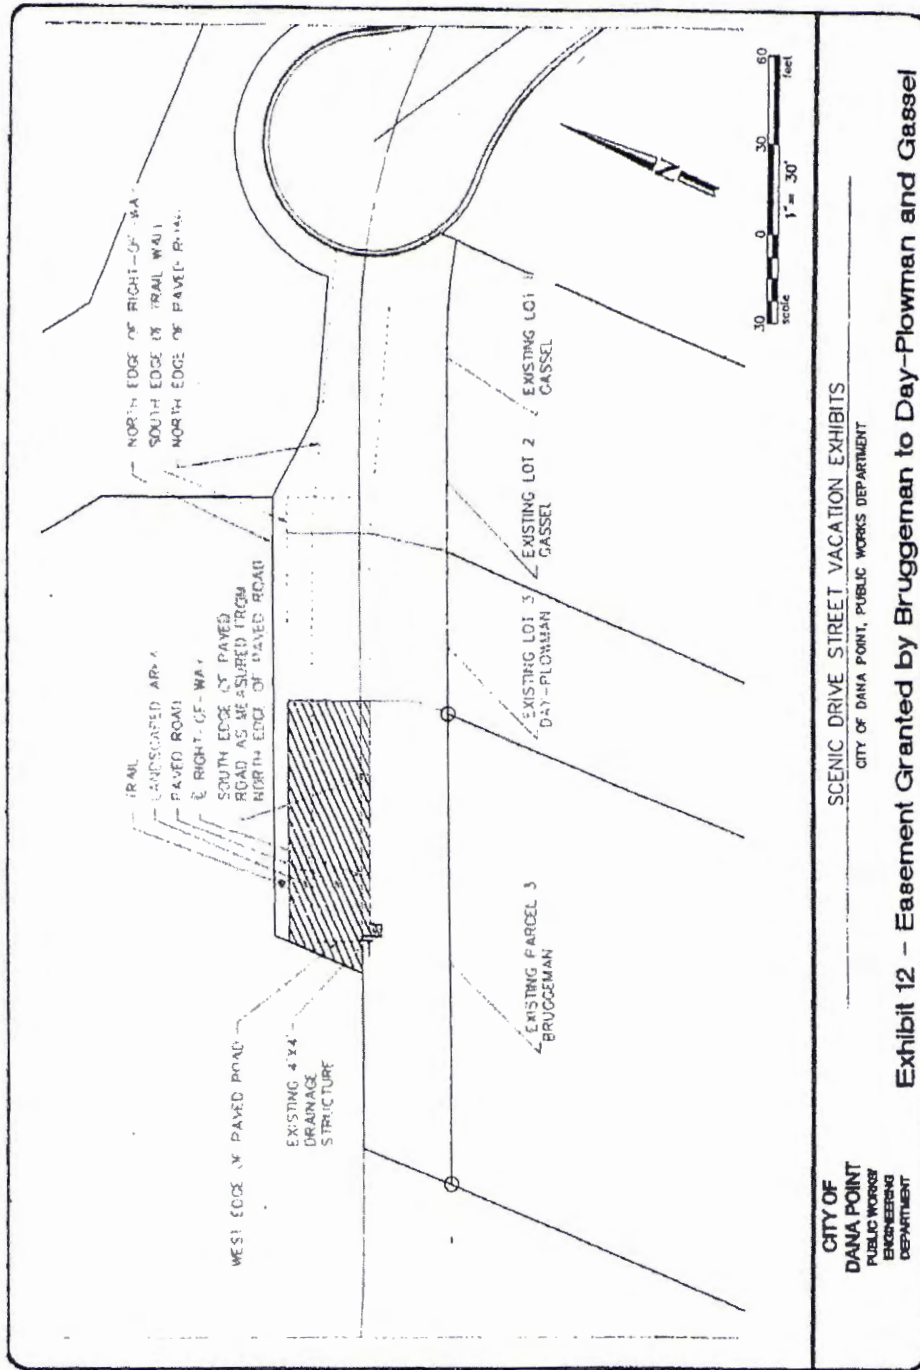 NORTH EDGE OF RIGHT-OF-WA
SOUTH EDGE OF TRAIL WALL
NORTH EDGE OF PAVED ROAD
TRAIL
LANDSCAPED AREA
PAVED ROAD
℄ RIGHT-OF-WAY
SOUTH EDGE OF PAVED
ROAD AS MEASURED FROM
NORTH EDGE OF PAVED ROAD
WEST EDGE OF PAVED ROAD
EXISTING 4'X4'
DRAINAGE
STRUCTURE
EXISTING PARCEL 3
BRUGGEMAN
EXISTING LOT 3
DAY-PLOWMAN
EXISTING LOT 2
GASSEL
EXISTING LOT
GASSEL
N
30 0 30 60
scale 1"= 30' feet
SCENIC DRIVE STREET VACATION EXHIBITS
CITY OF DANA POINT, PUBLIC WORKS DEPARTMENT
CITY OF
DANA POINT
PUBLIC WORKS/
ENGINEERING
DEPARTMENT
Exhibit 12 - Easement Granted by Bruggeman to Day-Plowman and Gassel